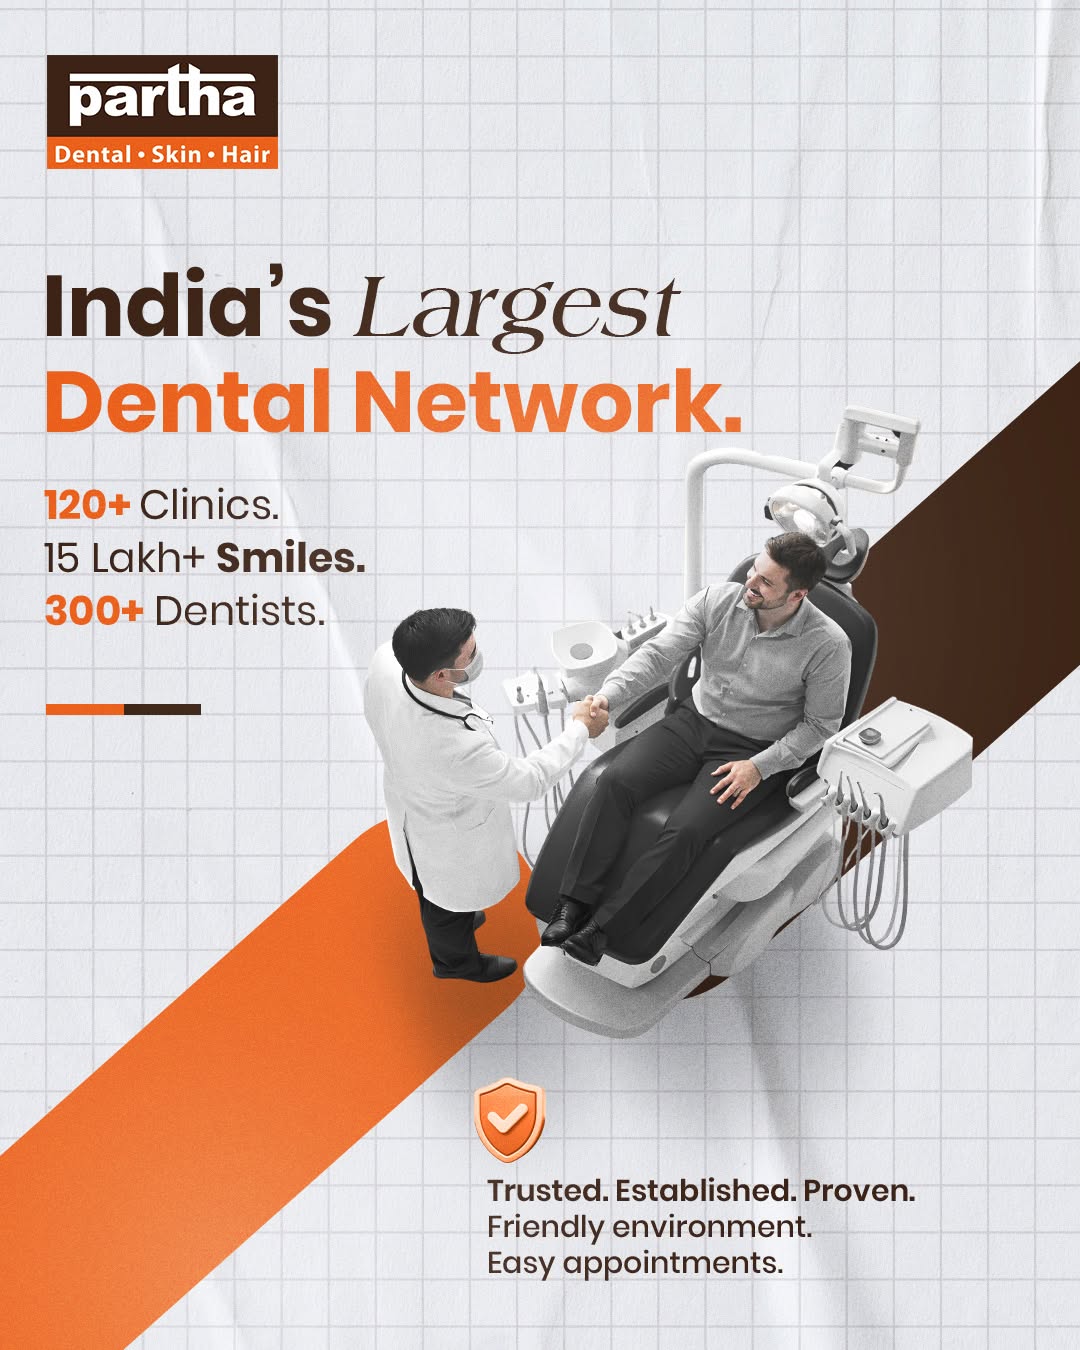 partha
Dental • Skin • Hair
India's Largest
Dental Network.
120+ Clinics.
15 Lakh+ Smiles.
300+ Dentists.
Trusted. Established. Proven.
Friendly environment.
Easy appointments.